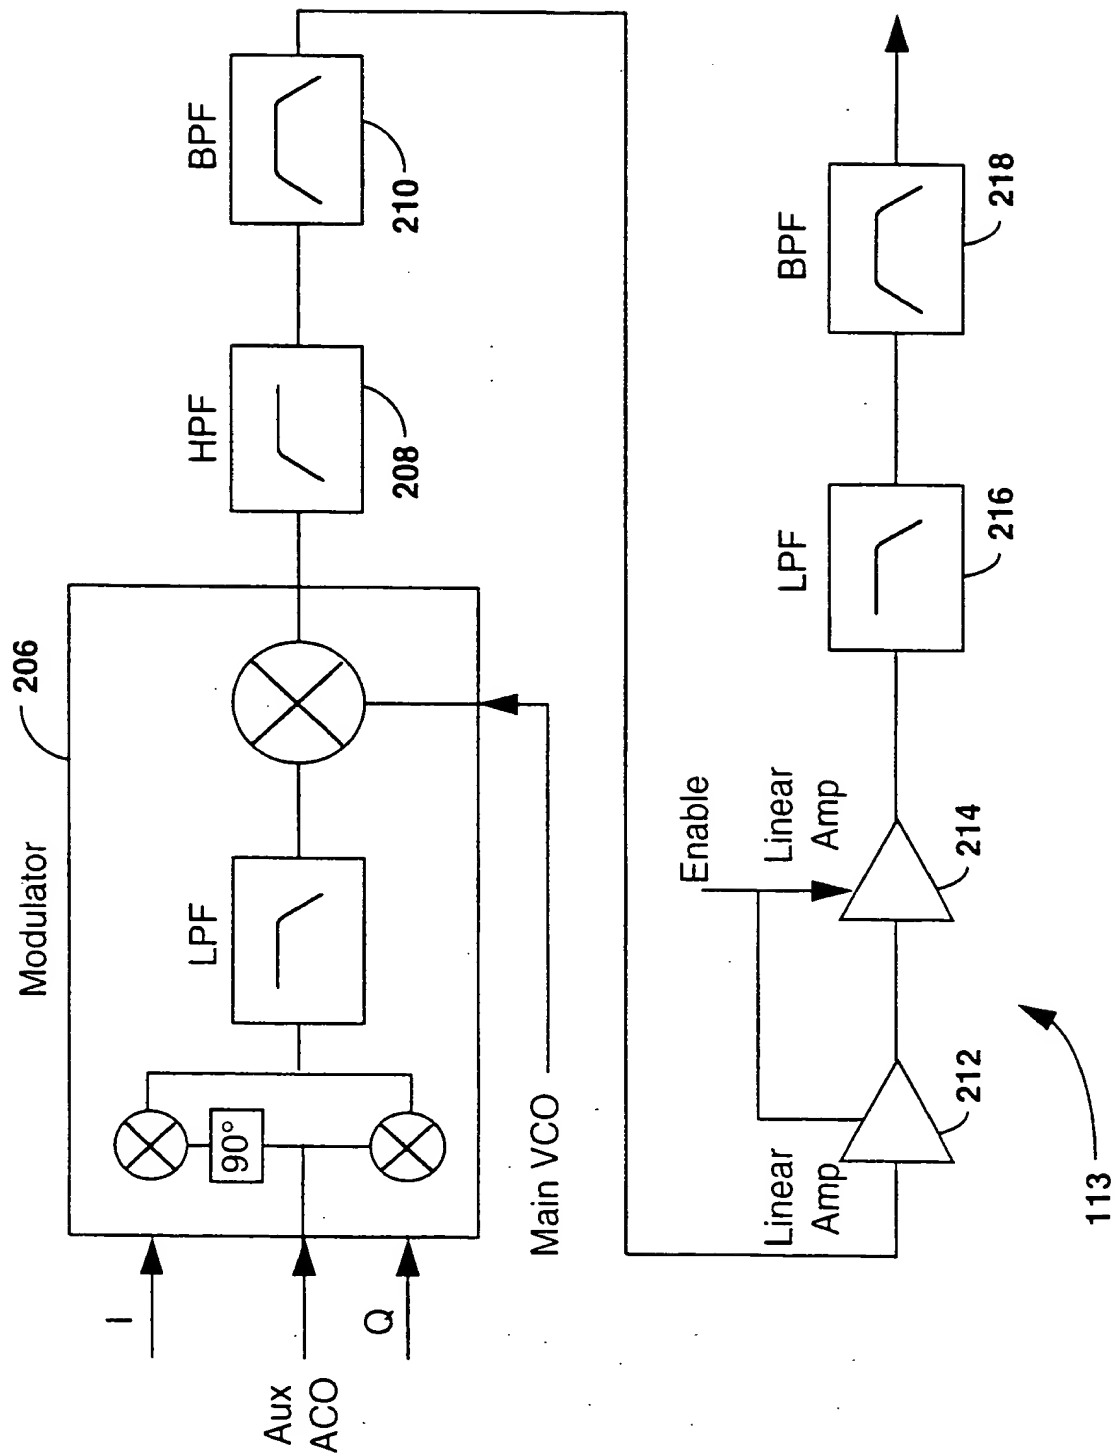 Modulator
206
I
Aux
ACO
Q
90°
LPF
Main VCO
HPF
208
BPF
210
Linear
Amp
212
Enable
Linear
Amp
214
LPF
216
BPF
218
113